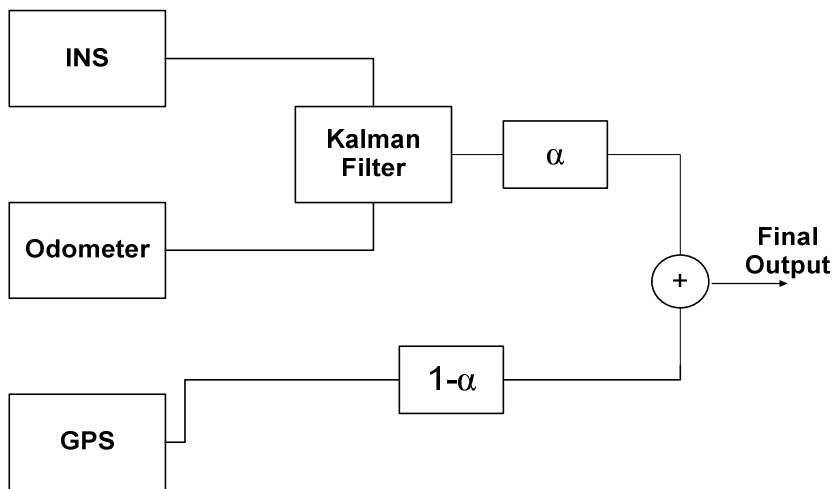 INS
Kalman
Filter
α
Odometer
Final
Output
+
1-α
GPS